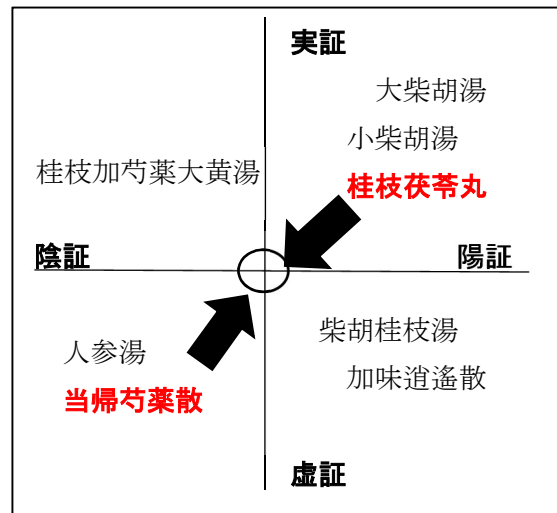 実証
大柴胡湯
小柴胡湯
桂枝加芍薬大黄湯
桂枝茯苓丸
陰証
陽証
柴胡桂枝湯
人参湯
加味逍遙散
当帰芍薬散
虚証